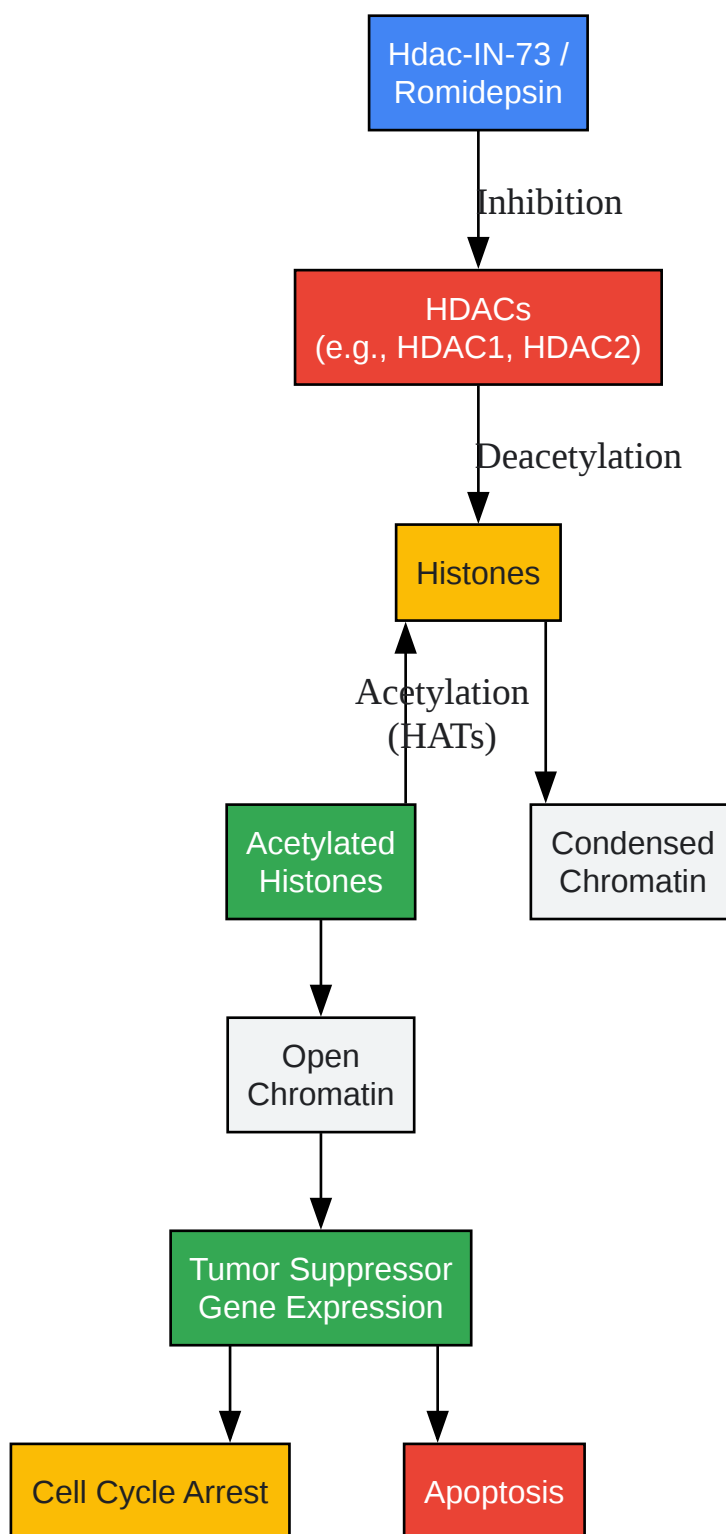 Hdac-IN-73 /
Romidepsin
Inhibition
HDACs
(e.g., HDAC1, HDAC2)
Deacetylation
Histones
Acetylation
(HATs)
Acetylated
Histones
Condensed
Chromatin
Open
Chromatin
Tumor Suppressor
Gene Expression
Cell Cycle Arrest
Apoptosis